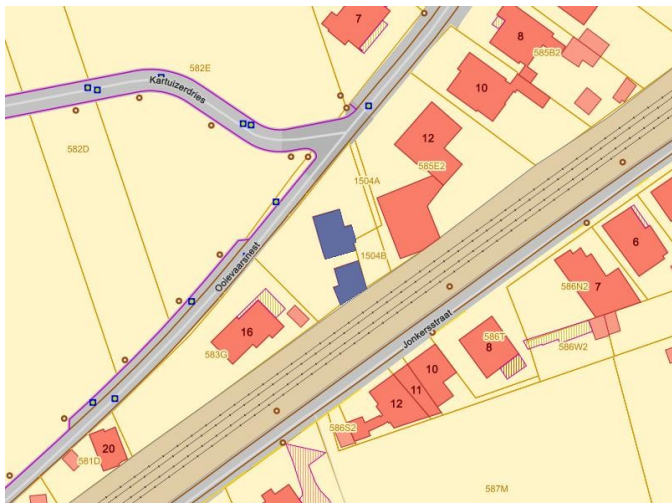 7
8
585B2
582E
Kartuizerdries
10
12
582D
585E2
1504A
6
1504B
Ooievaarsnest
586N2
7
16
Jonkersstraat
583G
586T
8
586W2
10
11
12
586S2
20
581D
587M